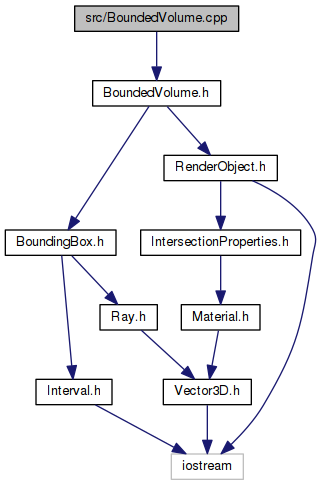 src/BoundedVolume.cpp
BoundedVolume.h
RenderObject.h
BoundingBox.h
IntersectionProperties.h
Ray.h
Material.h
Interval.h
Vector3D.h
iostream